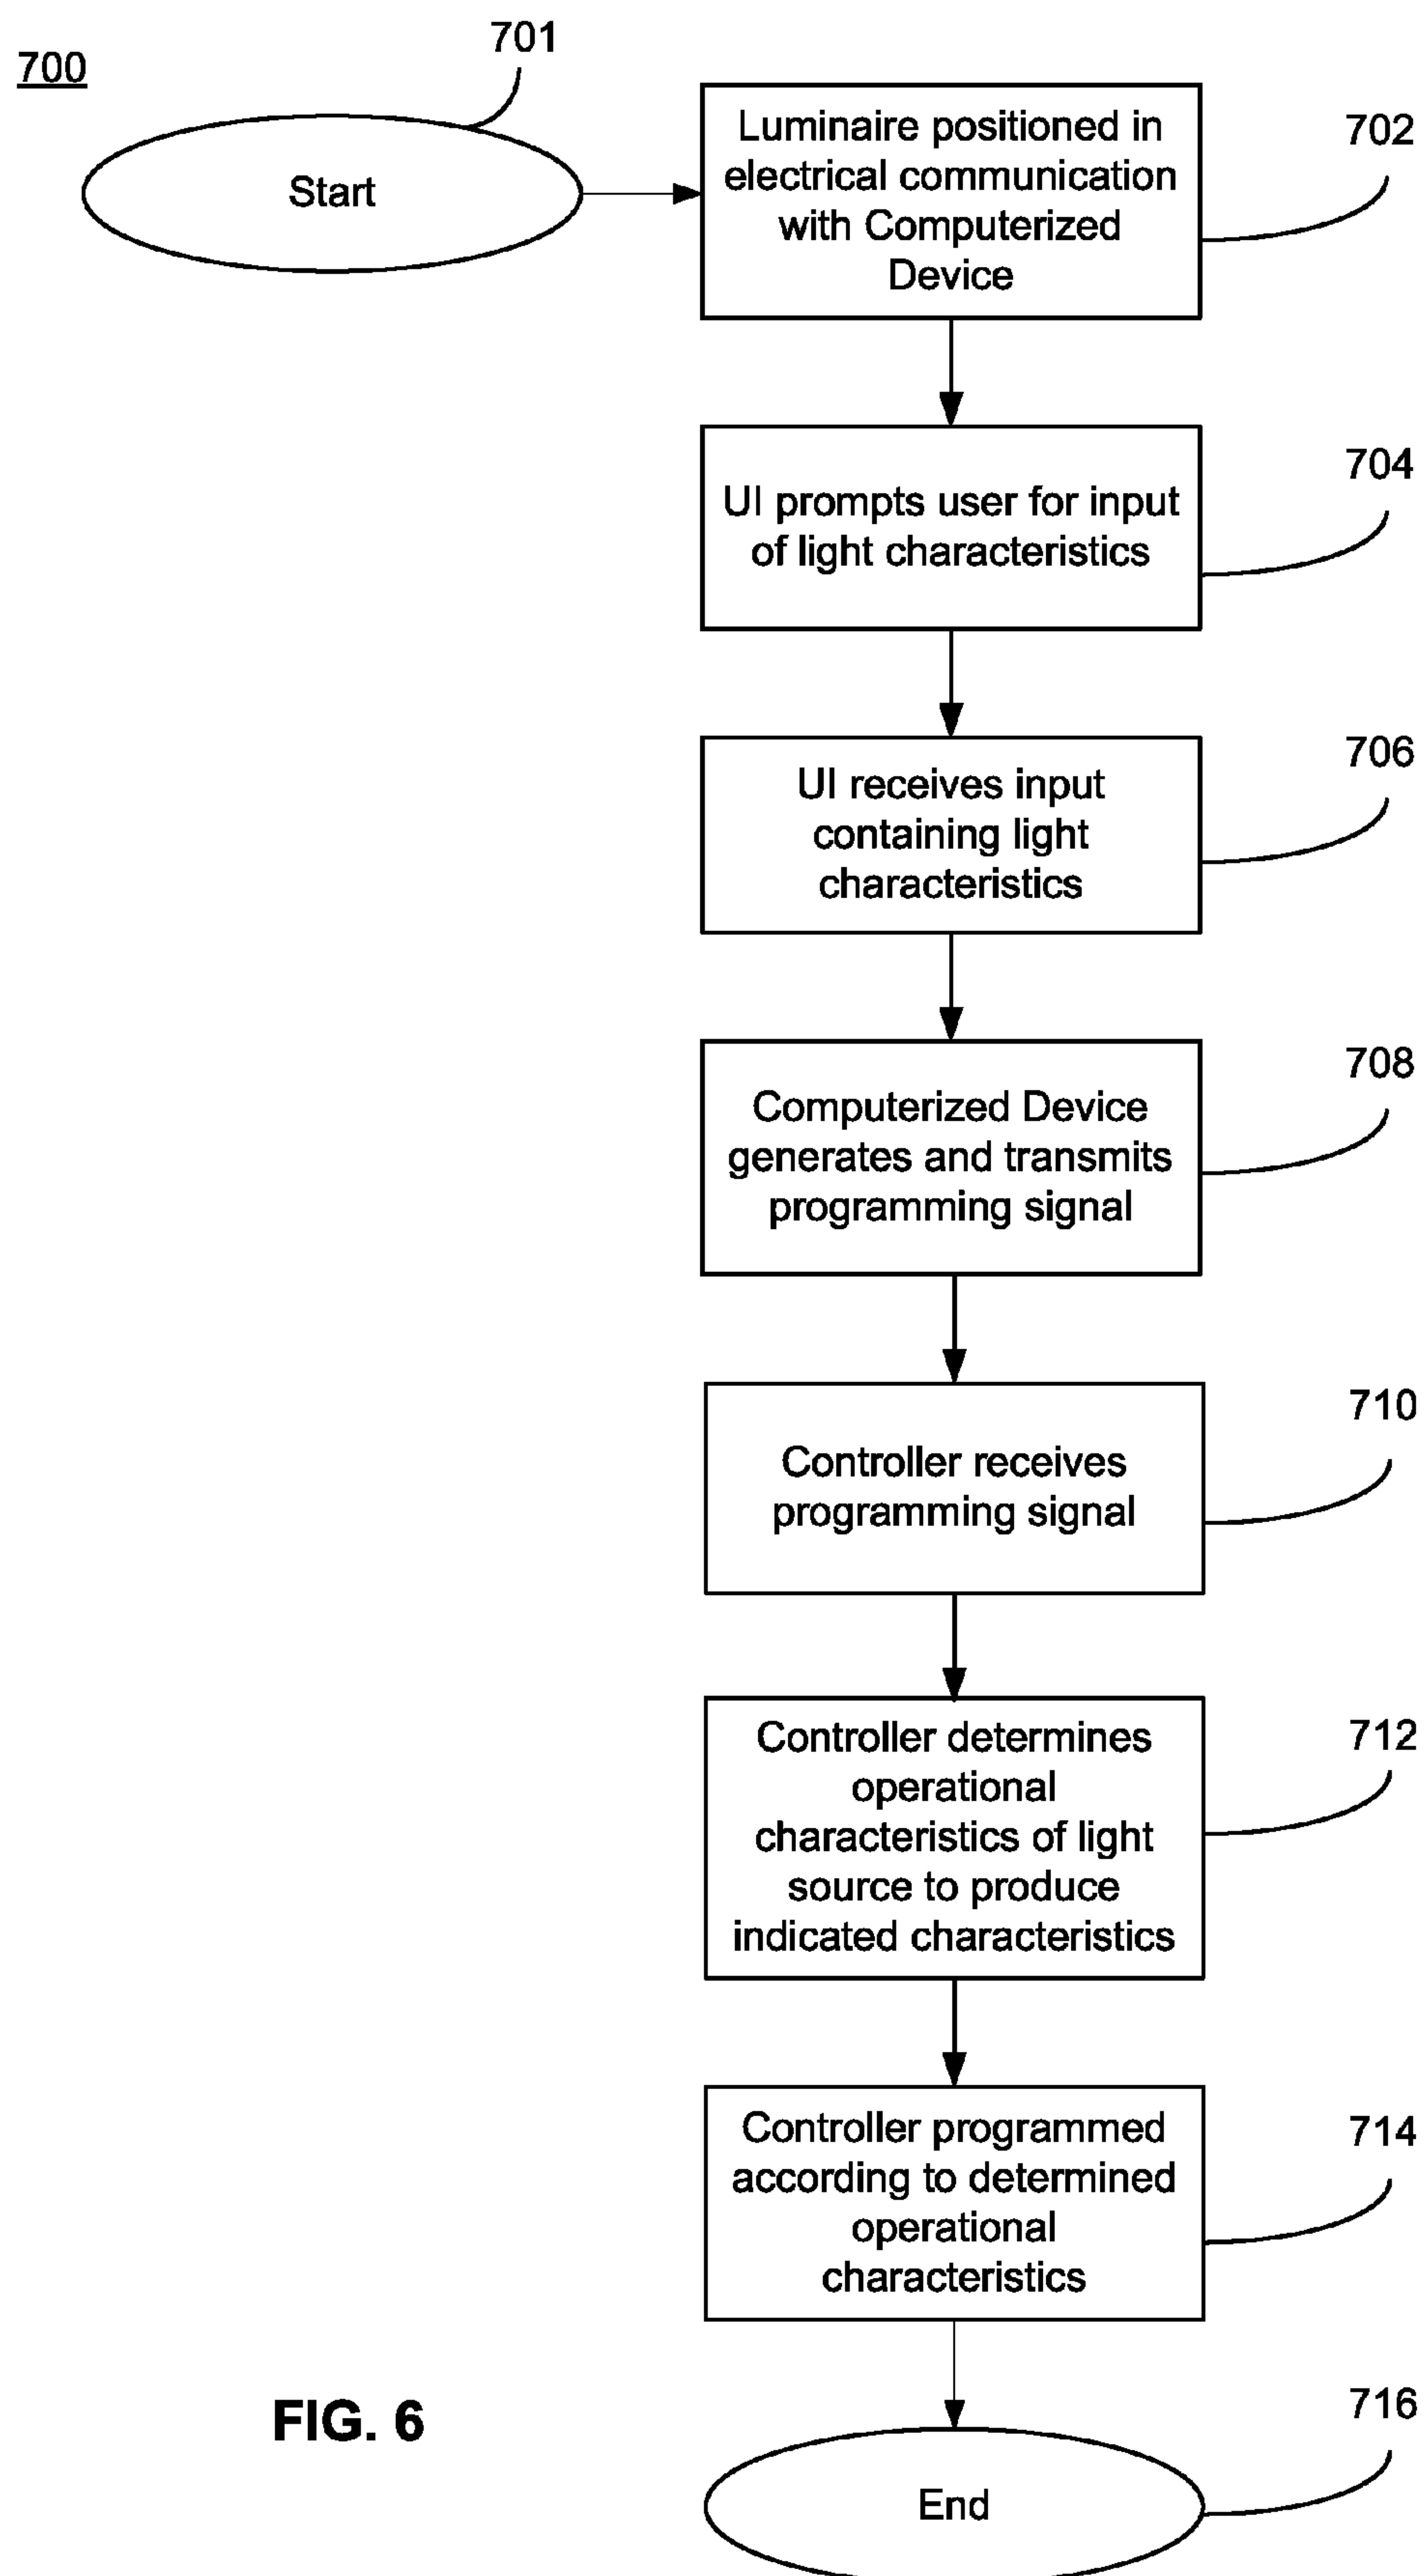 700
701
Start
Luminaire positioned in
electrical communication
with Computerized
Device
702
UI prompts user for input
of light characteristics
704
UI receives input
containing light
characteristics
706
Computerized Device
generates and transmits
programming signal
708
Controller receives
programming signal
710
Controller determines
operational
characteristics of light
source to produce
indicated characteristics
712
Controller programmed
according to determined
operational
characteristics
714
End
716
FIG. 6